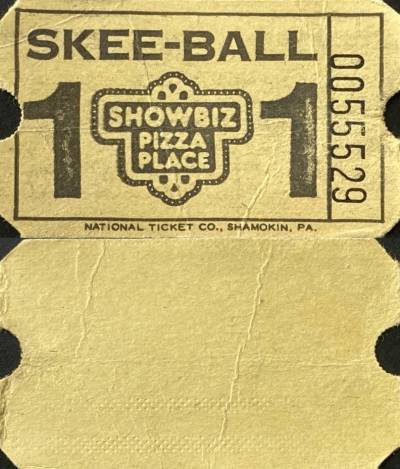 SKEE-BALL
1 SHOWBIZ 1
PIZZA
PLACE
0055529
NATIONAL TICKET CO., SHAMOKIN, PA.